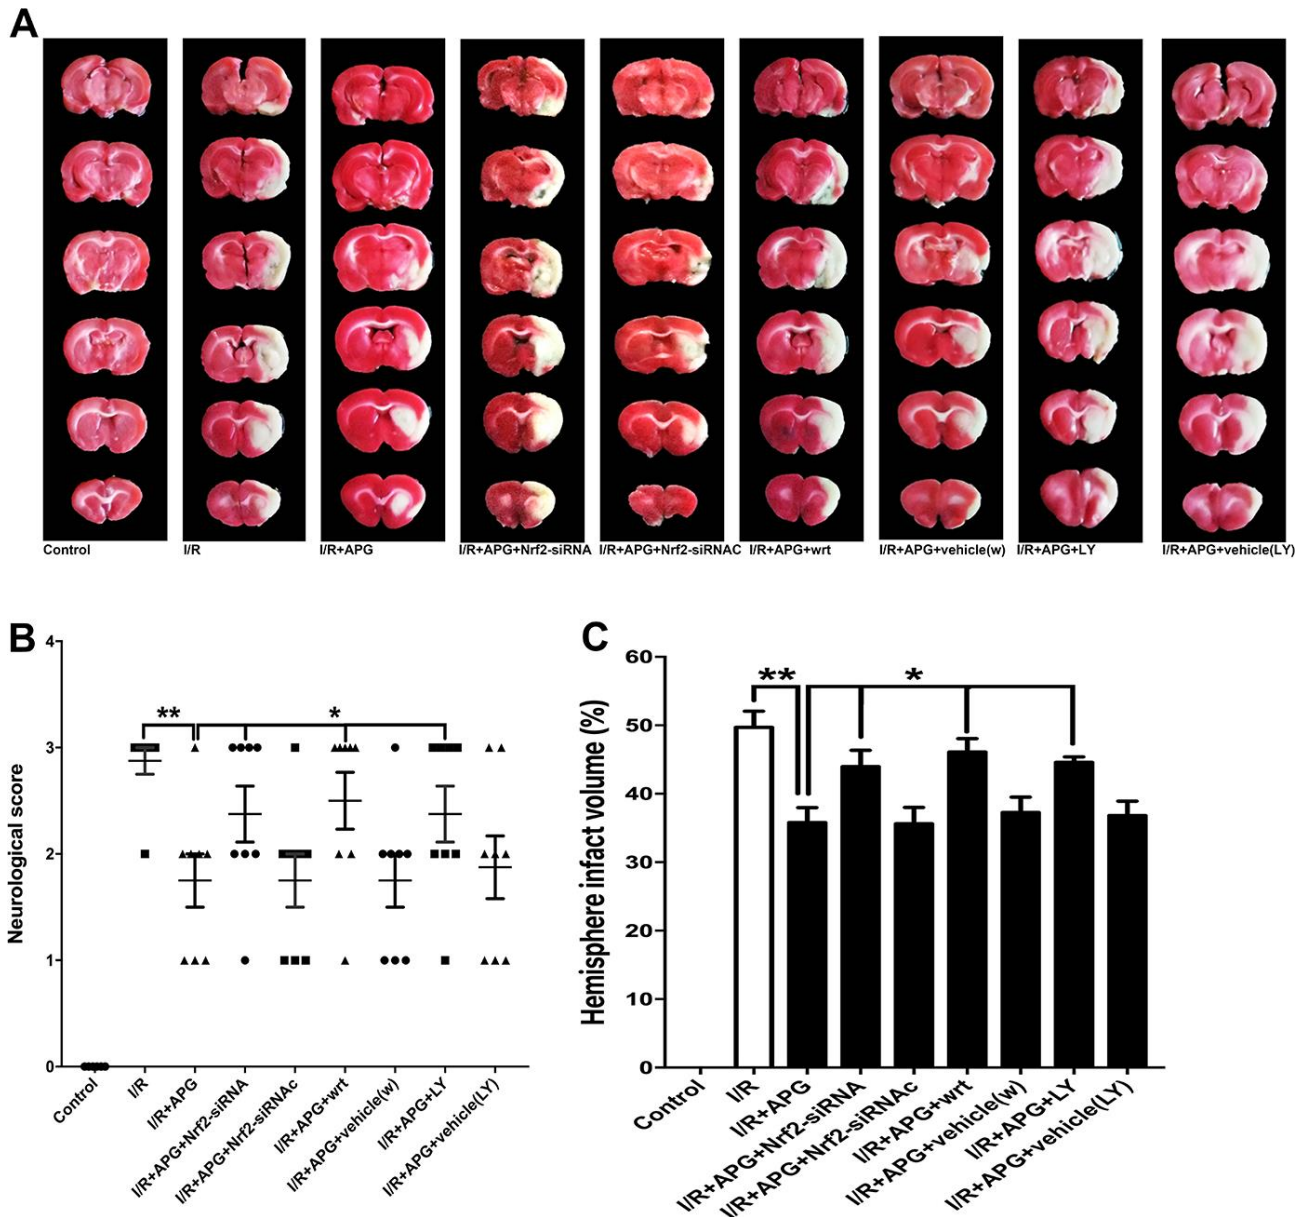 A
Control I/R I/R+APG I/R+APG+Nrf2-siRNA I/R+APG+Nrf2-siRNAC I/R+APG+wrt I/R+APG+vehicle(w) I/R+APG+LY I/R+APG+vehicle(LY)
B
Neurological score
4
3
2
1
0
** *
Control
I/R
I/R+APG
I/R+APG+Nrf2-siRNA
I/R+APG+Nrf2-siRNAc
I/R+APG+wrt
I/R+APG+vehicle(w)
I/R+APG+LY
I/R+APG+vehicle(LY)
C
Hemisphere infact volume (%)
60
50
40
30
20
10
0
** *
Control
I/R
I/R+APG
I/R+APG+Nrf2-siRNA
I/R+APG+Nrf2-siRNAc
I/R+APG+wrt
I/R+APG+vehicle(w)
I/R+APG+LY
I/R+APG+vehicle(LY)